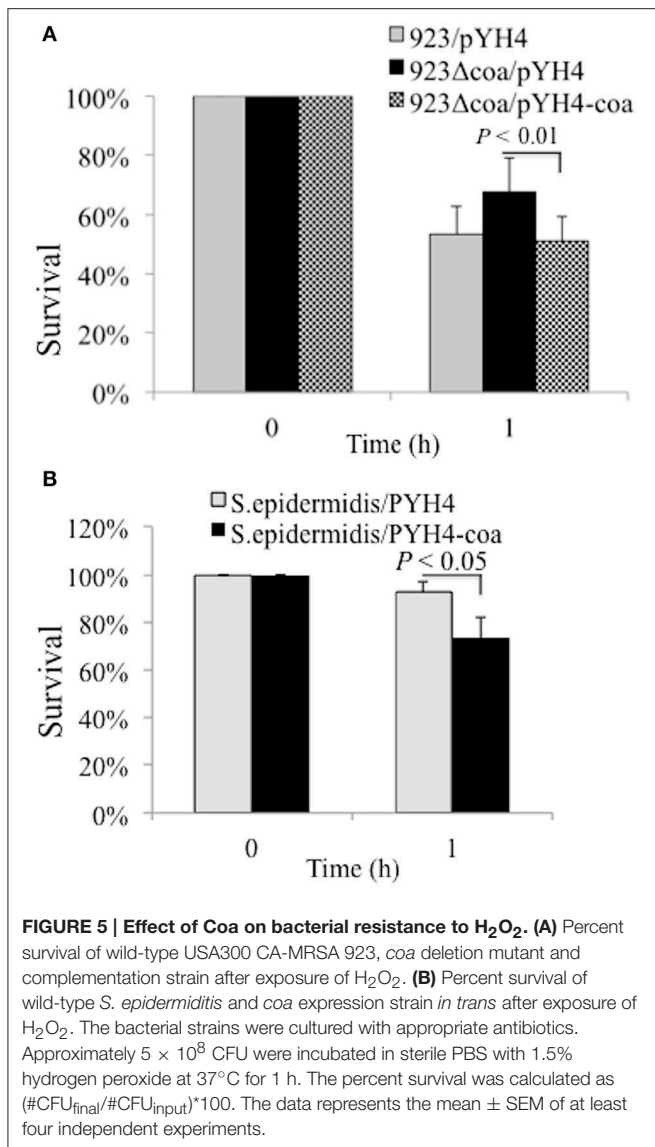 A
923/pYH4
923Δcoa/pYH4
923Δcoa/pYH4-coa
P < 0.01
100%
80%
60%
40%
20%
0%
Survival
0
1
Time (h)
B
S.epidermidis/PYH4
S.epidermidis/PYH4-coa
P < 0.05
120%
100%
80%
60%
40%
20%
0%
Survival
0
1
Time (h)
FIGURE 5 | Effect of Coa on bacterial resistance to H₂O₂. (A) Percent
survival of wild-type USA300 CA-MRSA 923, coa deletion mutant and
complementation strain after exposure of H₂O₂. (B) Percent survival of
wild-type S. epidermiditis and coa expression strain in trans after exposure of
H₂O₂. The bacterial strains were cultured with appropriate antibiotics.
Approximately 5 × 10⁸ CFU were incubated in sterile PBS with 1.5%
hydrogen peroxide at 37°C for 1 h. The percent survival was calculated as
(#CFUfinal/#CFUinput)*100. The data represents the mean ± SEM of at least
four independent experiments.